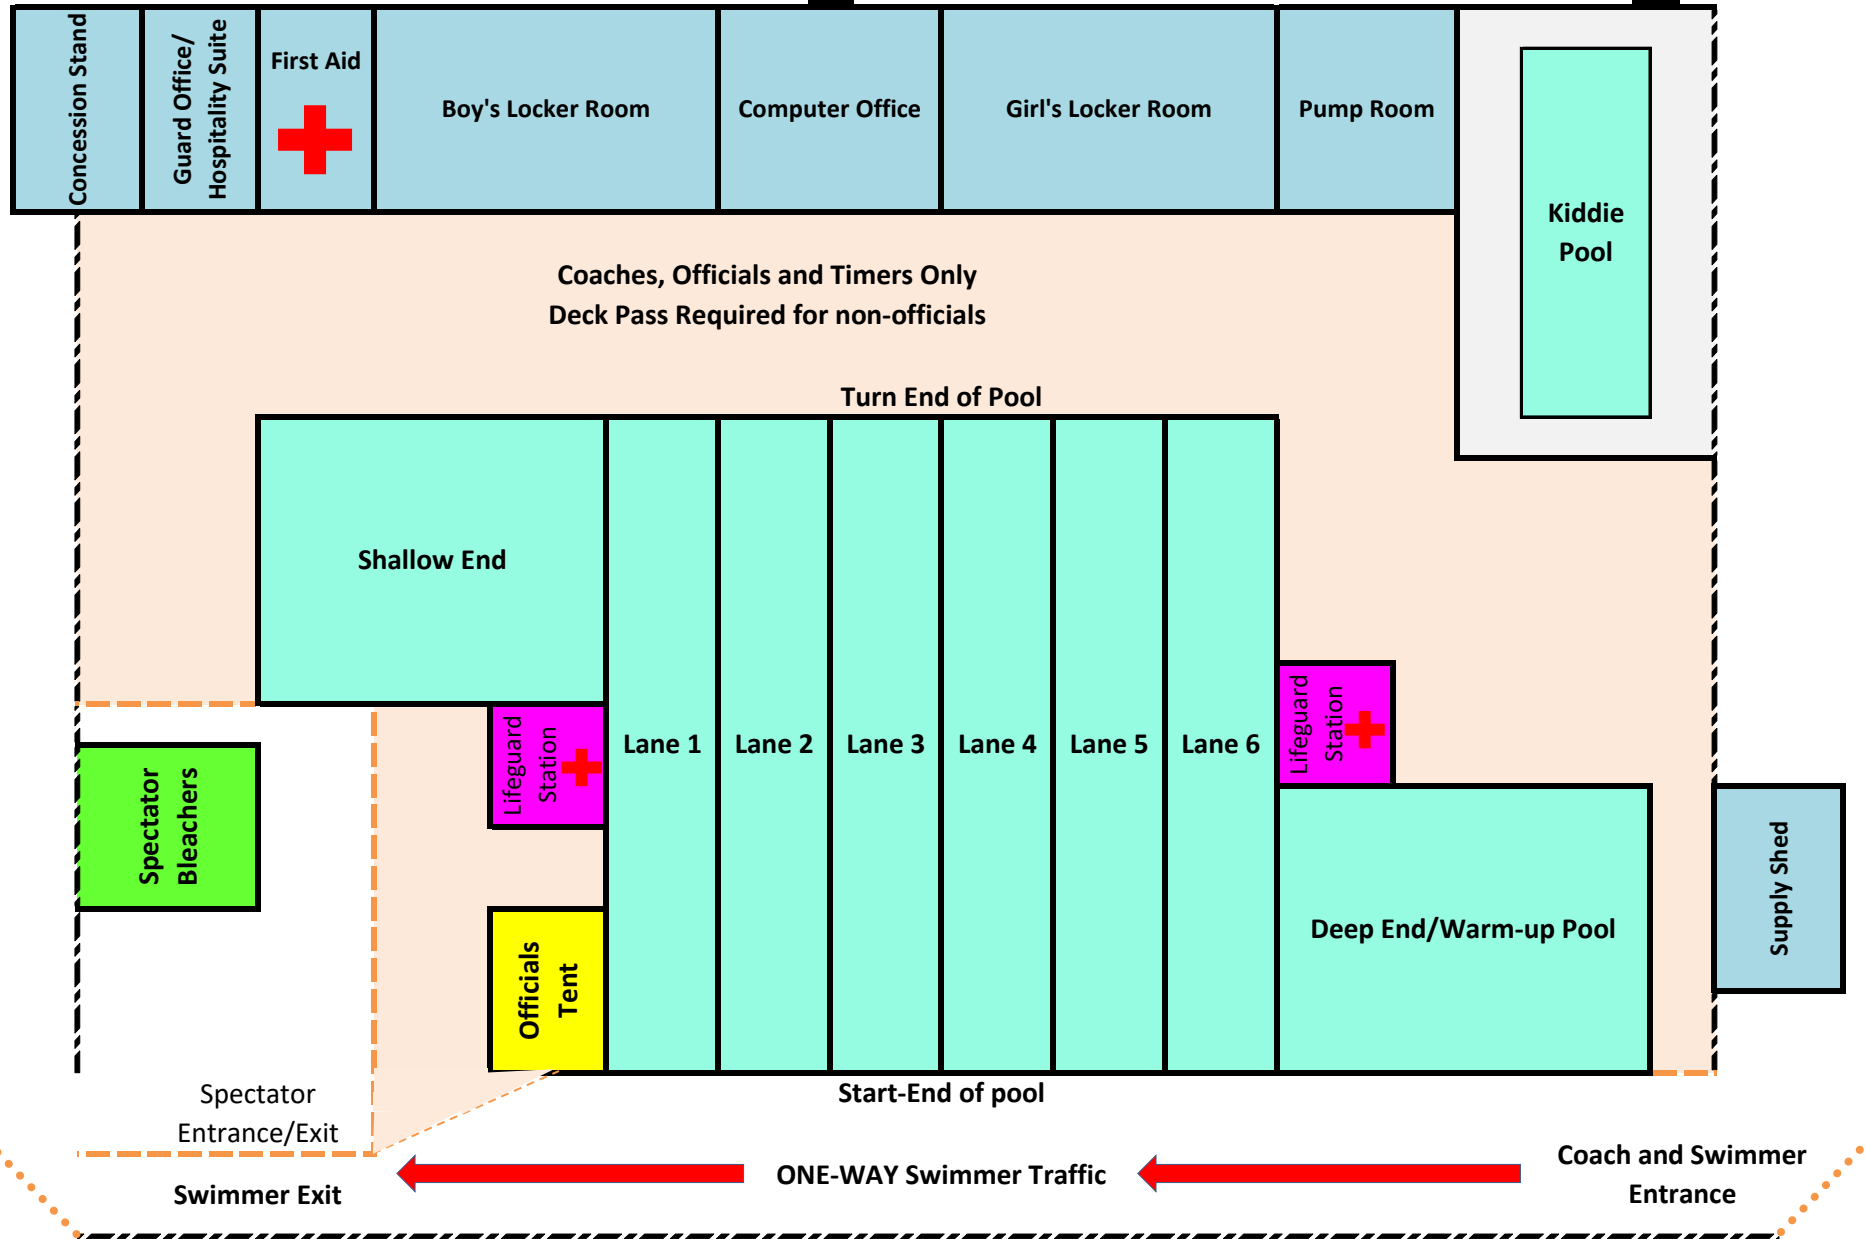 Concession Stand
Guard Office/
Hospitality Suite
First Aid
Boy's Locker Room
Computer Office
Girl's Locker Room
Pump Room
Kiddie
Pool
Coaches, Officials and Timers Only
Deck Pass Required for non-officials
Turn End of Pool
Shallow End
Lifeguard
Station
Lane 1
Lane 2
Lane 3
Lane 4
Lane 5
Lane 6
Lifeguard
Station
Spectator
Bleachers
Officials
Tent
Deep End/Warm-up Pool
Supply Shed
Spectator
Entrance/Exit
Start-End of pool
Swimmer Exit
ONE-WAY Swimmer Traffic
Coach and Swimmer
Entrance